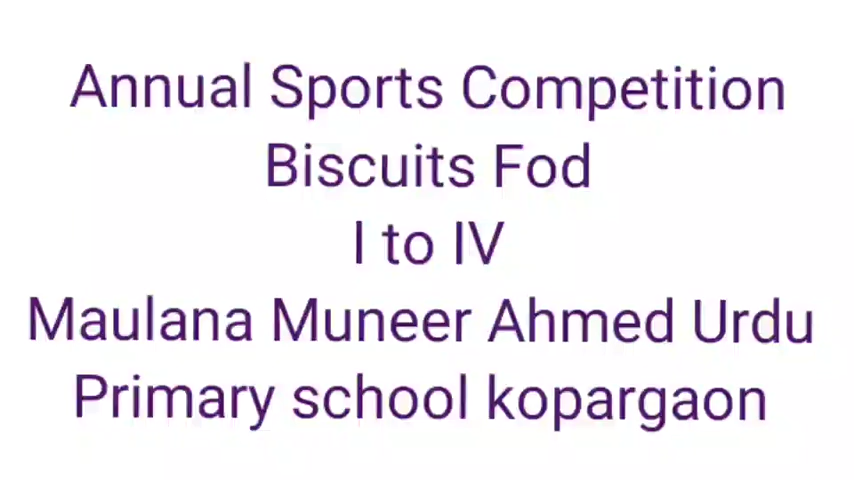 Annual Sports Competition
Biscuits Fod
I to IV
Maulana Muneer Ahmed Urdu
Primary school kopargaon